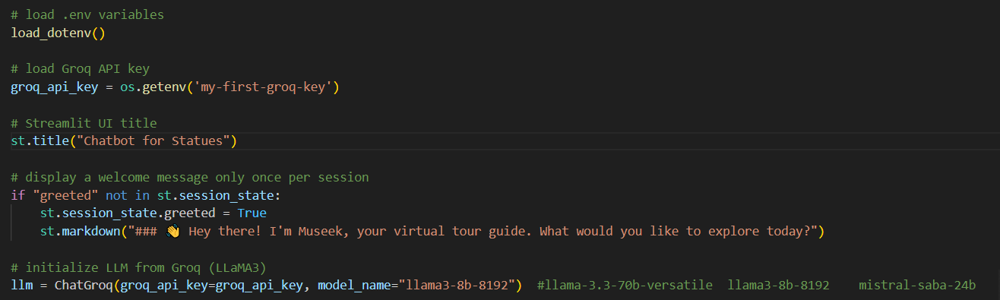 # load .env variables
load_dotenv()
# load Groq API key
groq_api_key = os.getenv('my-first-groq-key')
# Streamlit UI title
st.title("Chatbot for Statues")
# display a welcome message only once per session
if "greeted" not in st.session_state:
    st.session_state.greeted = True
    st.markdown("### 👋 Hey there! I'm Museek, your virtual tour guide. What would you like to explore today?")
# initialize LLM from Groq (LLaMA3)
llm = ChatGroq(groq_api_key=groq_api_key, model_name="llama3-8b-8192")  #llama-3.3-70b-versatile  llama3-8b-8192    mistral-saba-24b